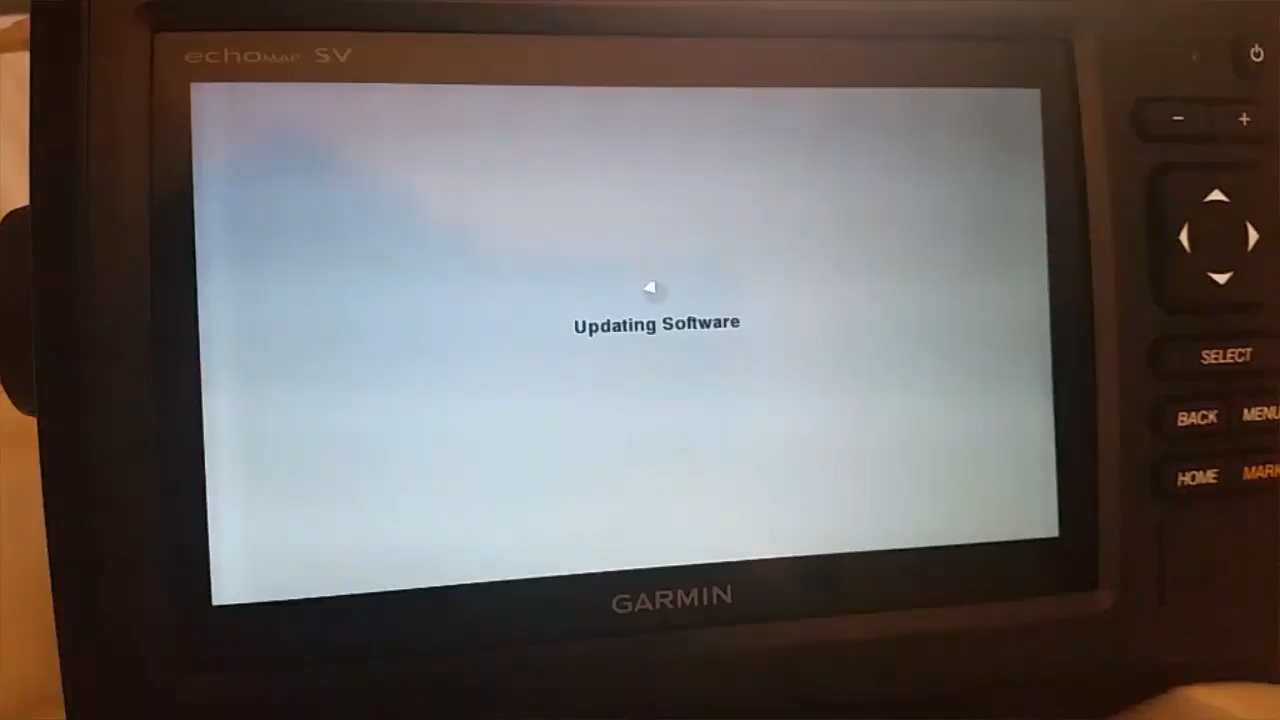 echoMAP SV
Updating Software
GARMIN
− +
SELECT
BACK MENU
HOME MARK